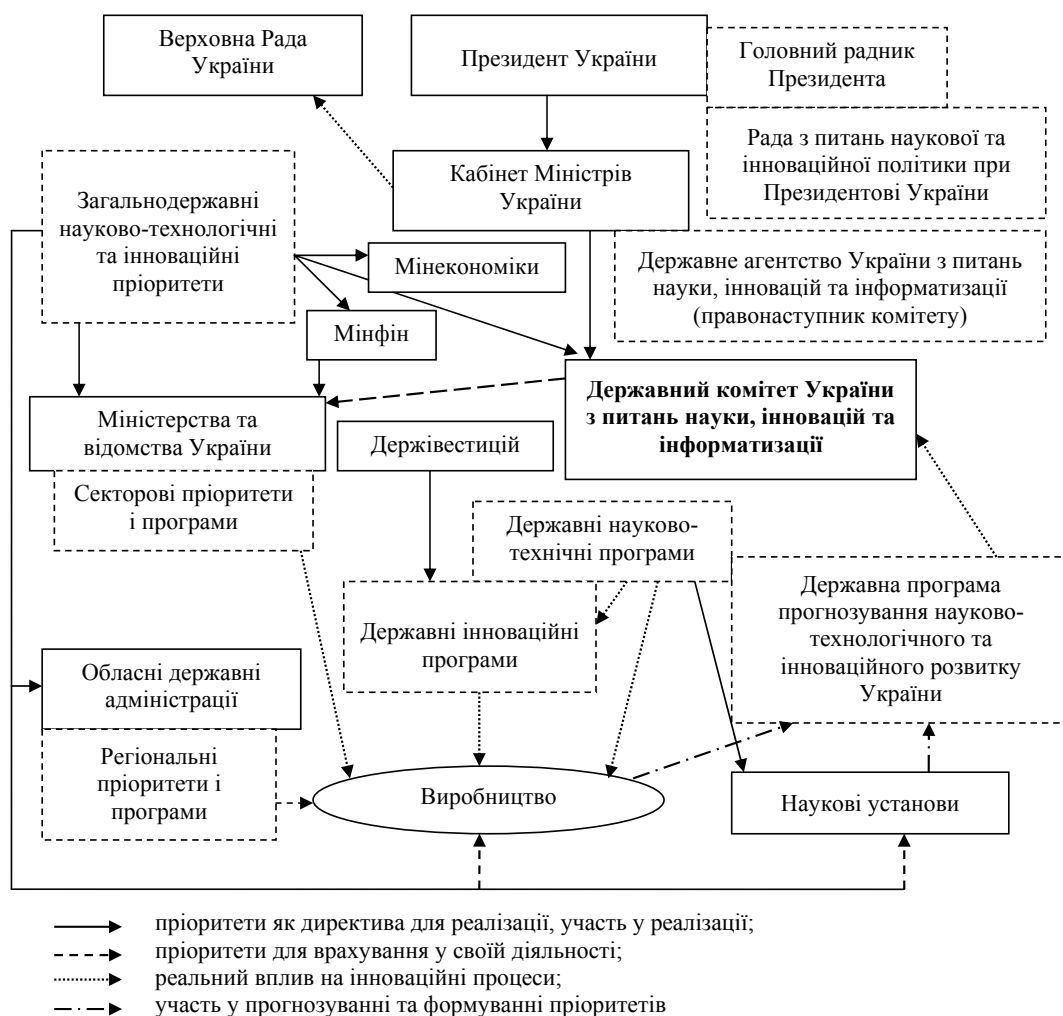 Верховна Рада
України
Президент України
Головний радник
Президента
Рада з питань наукової та
інноваційної політики при
Президентові України
Кабінет Міністрів
України
Загальнодержавні
науково-технологічні
та інноваційні
пріоритети
Мінекономіки
Державне агентство України з питань
науки, інновацій та інформатизації
(правонаступник комітету)
Мінфін
Державний комітет України
з питань науки, інновацій та
інформатизації
Міністерства та
відомства України
Держівестицій
Секторові пріоритети
і програми
Державні науково-
технічні програми
Державна програма
прогнозування науково-
технологічного та
інноваційного розвитку
України
Державні інноваційні
програми
Обласні державні
адміністрації
Регіональні
пріоритети і
програми
Виробництво
Наукові установи
пріоритети як директива для реалізації, участь у реалізації;
пріоритети для врахування у своїй діяльності;
реальний вплив на інноваційні процеси;
участь у прогнозуванні та формуванні пріоритетів